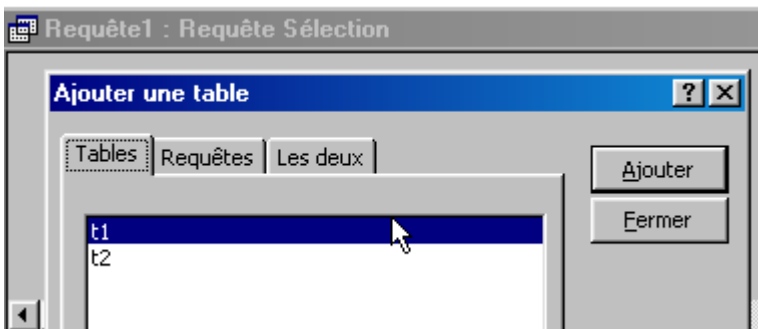 Requête1 : Requête Sélection
Ajouter une table
Tables Requêtes Les deux
Ajouter
t1
Fermer
t2